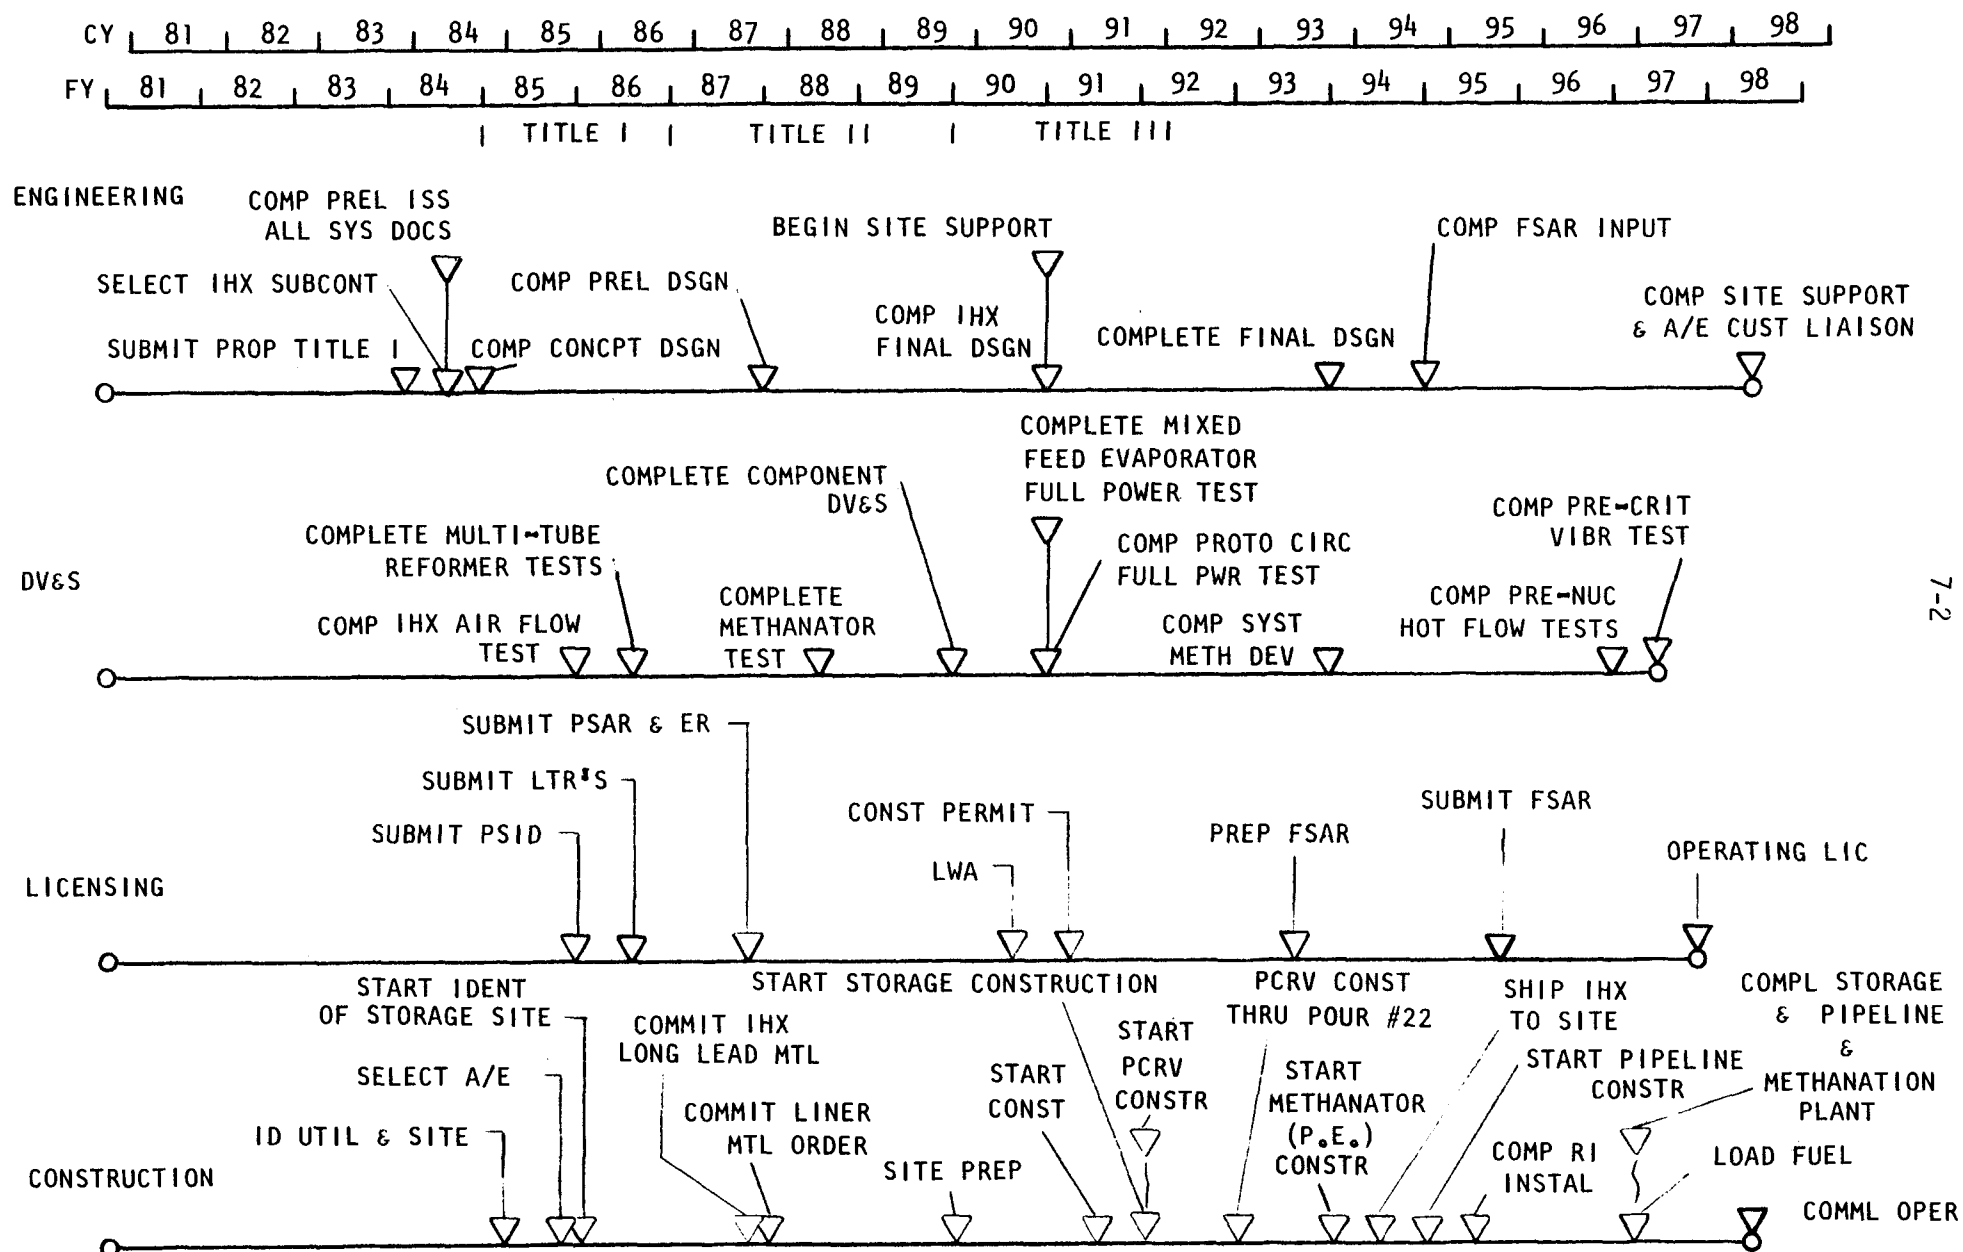 CY 81 82 83 84 85 86 87 88 89 90 91 92 93 94 95 96 97 98
FY 81 82 83 84 85 86 87 88 89 90 91 92 93 94 95 96 97 98
TITLE I TITLE II TITLE III
ENGINEERING
COMP PREL ISS
ALL SYS DOCS
SELECT IHX SUBCONT
SUBMIT PROP TITLE I
COMP CONCPT DSGN
COMP PREL DSGN
BEGIN SITE SUPPORT
COMP IHX
FINAL DSGN
COMPLETE FINAL DSGN
COMP FSAR INPUT
COMP SITE SUPPORT
& A/E CUST LIAISON
DV&S
COMPLETE MULTI-TUBE
REFORMER TESTS
COMP IHX AIR FLOW
TEST
COMPLETE COMPONENT
DV&S
COMPLETE
METHANATOR
TEST
COMPLETE MIXED
FEED EVAPORATOR
FULL POWER TEST
COMP PROTO CIRC
FULL PWR TEST
COMP SYST
METH DEV
COMP PRE-CRIT
VIBR TEST
COMP PRE-NUC
HOT FLOW TESTS
7-2
LICENSING
SUBMIT PSAR & ER
SUBMIT LTR'S
SUBMIT PSID
CONST PERMIT
LWA
PREP FSAR
SUBMIT FSAR
OPERATING LIC
CONSTRUCTION
START IDENT
OF STORAGE SITE
SELECT A/E
ID UTIL & SITE
COMMIT IHX
LONG LEAD MTL
COMMIT LINER
MTL ORDER
START STORAGE CONSTRUCTION
SITE PREP
START
CONST
START
PCRV
CONSTR
PCRV CONST
THRU POUR #22
START
METHANATOR
(P.E.)
CONSTR
SHIP IHX
TO SITE
START PIPELINE
CONSTR
COMP RI
INSTAL
COMPL STORAGE
& PIPELINE
&
METHANATION
PLANT
LOAD FUEL
COMML OPER